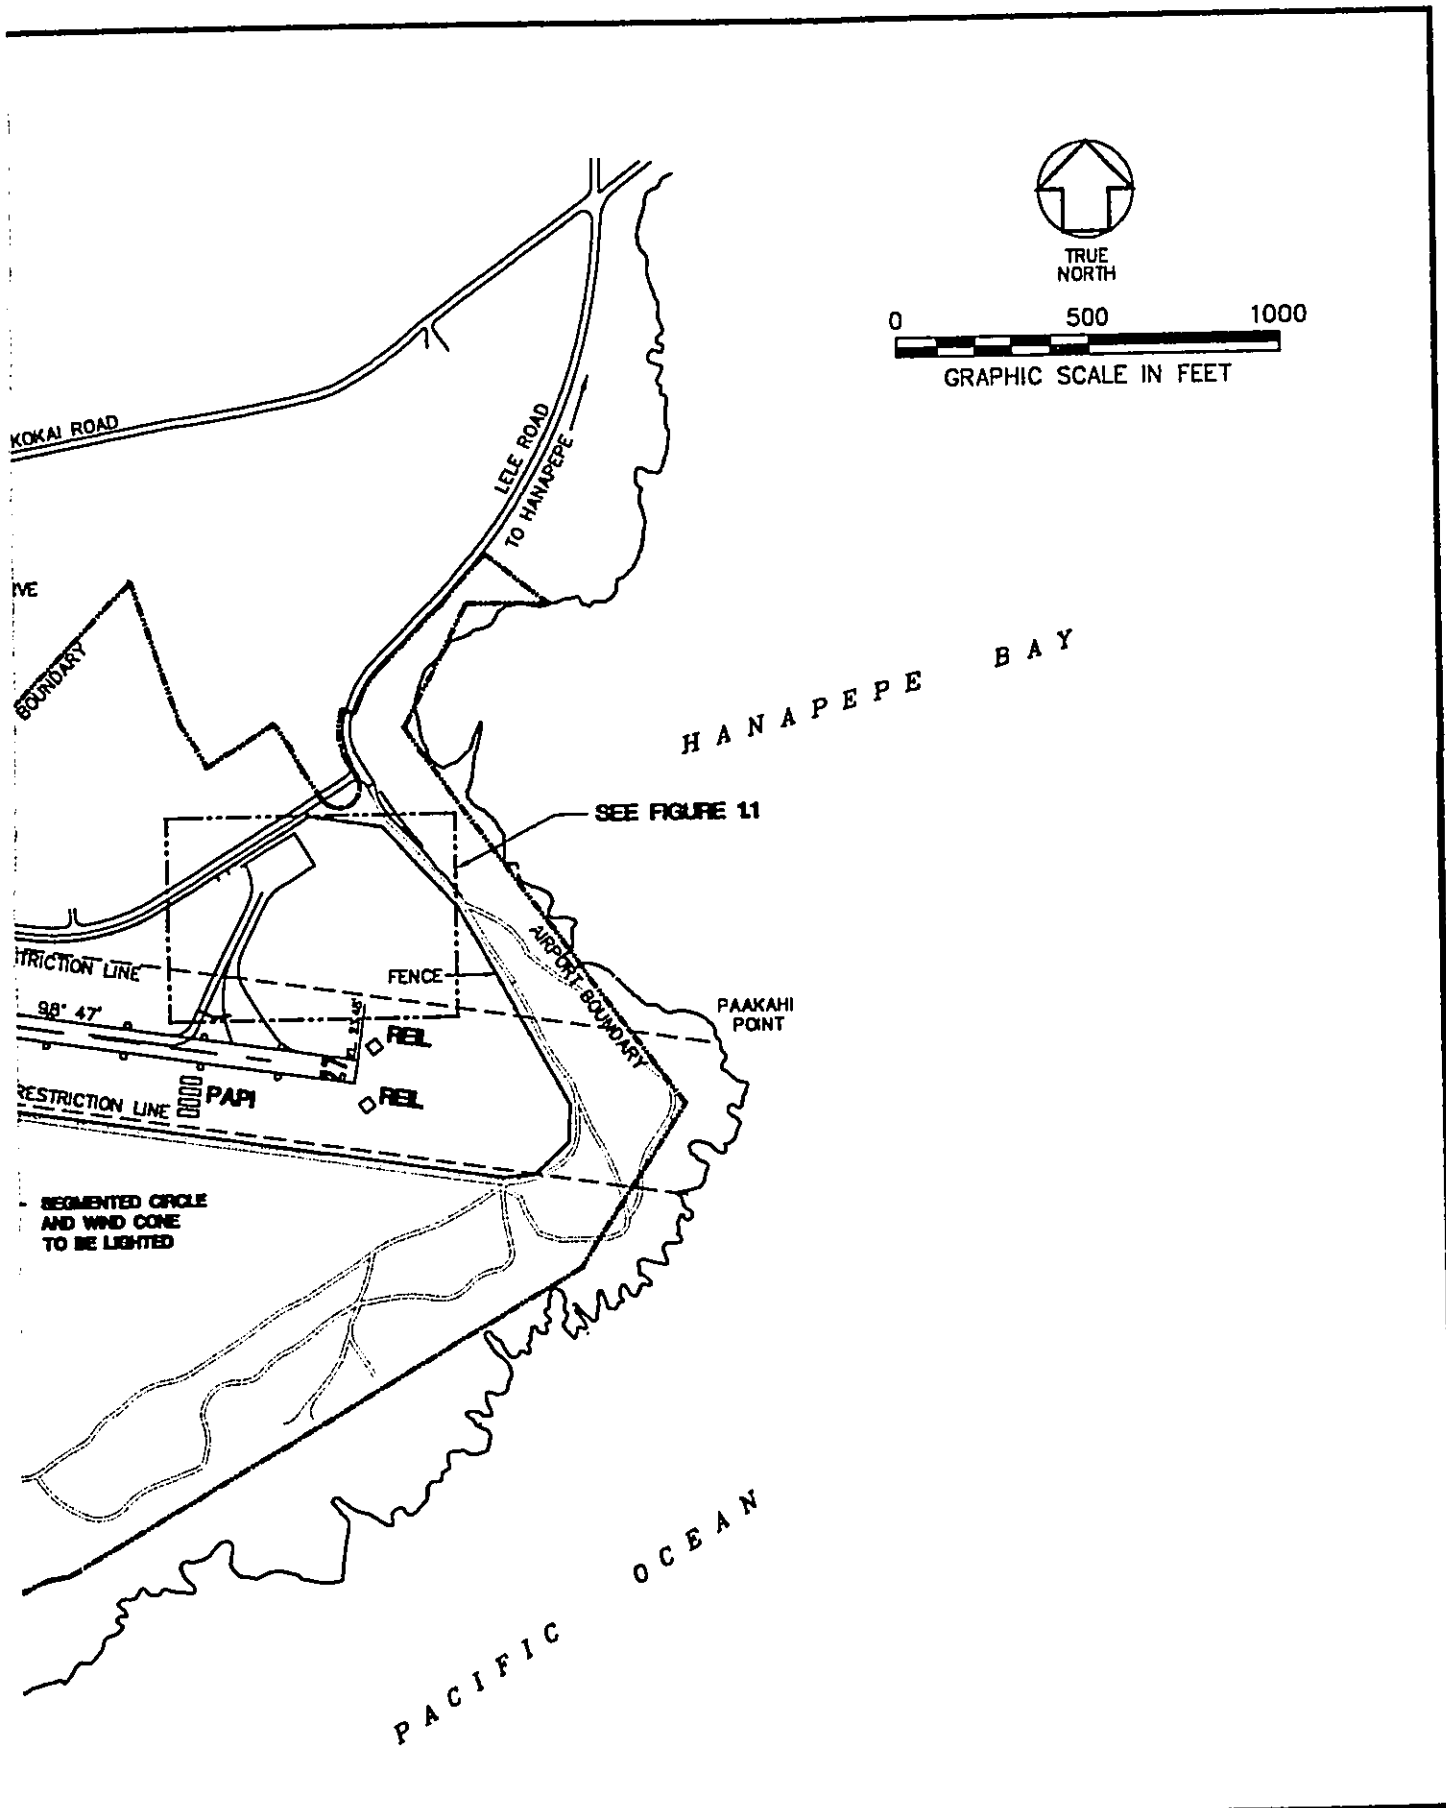 TRUE
NORTH
0 500 1000
GRAPHIC SCALE IN FEET
KOKAI ROAD
LELE ROAD
TO HANAPEPE
BOUNDARY
HANAPEPE BAY
SEE FIGURE 1.1
AIRPORT BOUNDARY
FENCE
TRICTION LINE
PAAKAHI
POINT
98° 47'
27
REIL
REIL
PAPI
RESTRICTION LINE
SEGMENTED CIRCLE
AND WIND CONE
TO BE LIGHTED
PACIFIC OCEAN